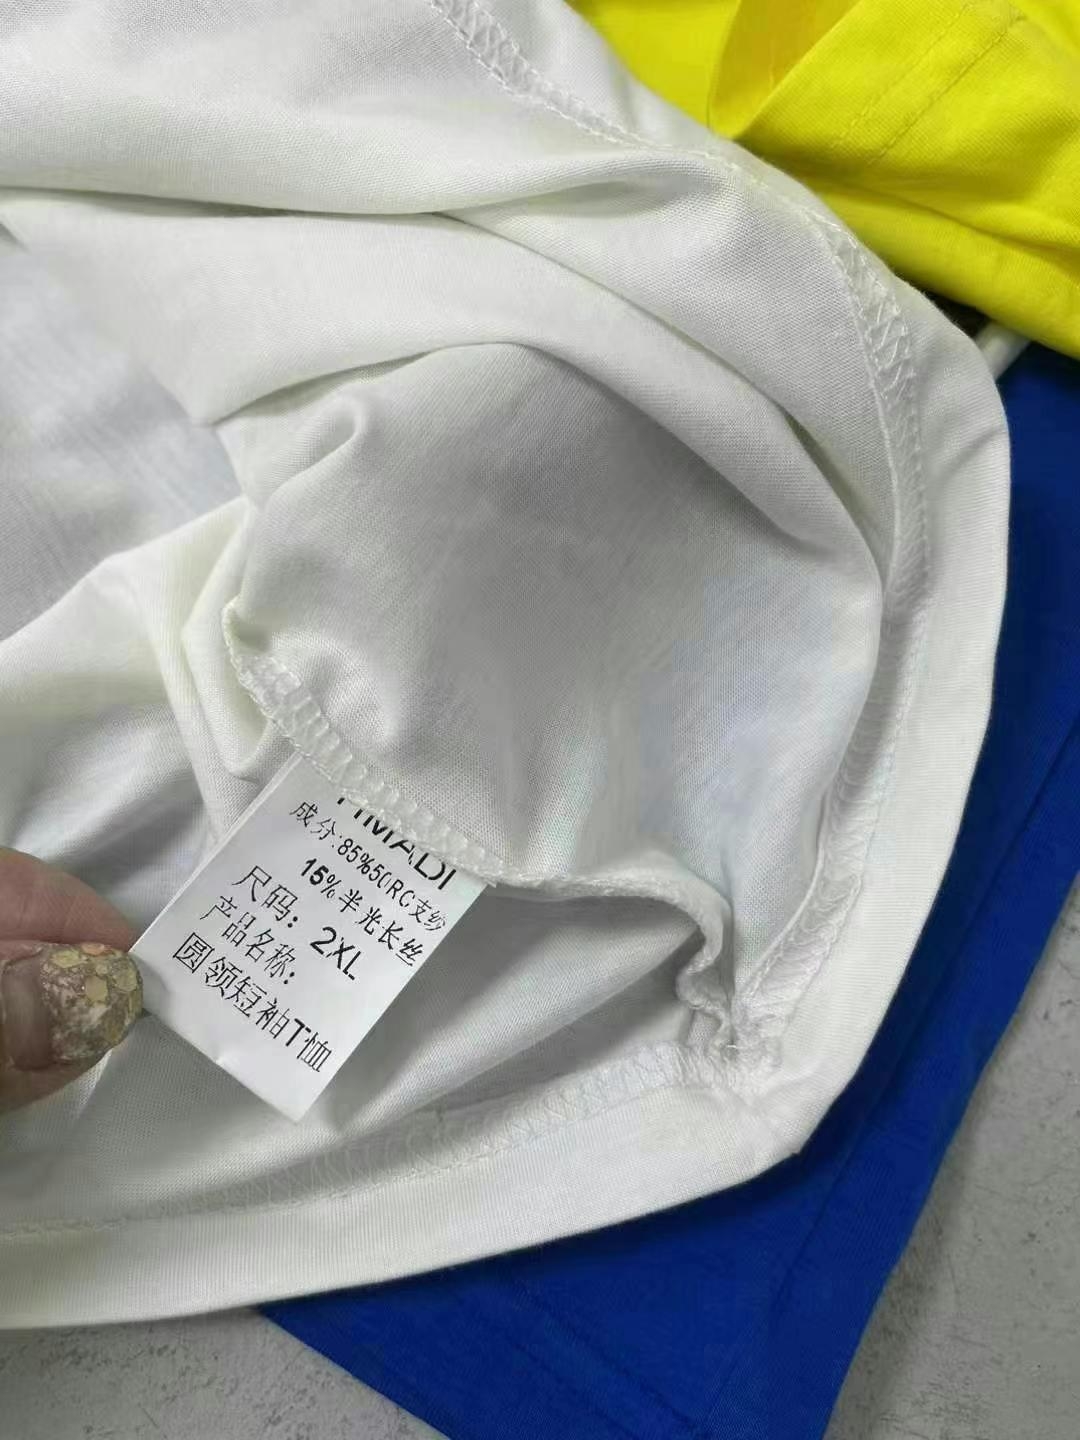 成分:85%50RC支纱
15%半光长丝
尺码: 2XL
产品名称:
圆领短袖T恤